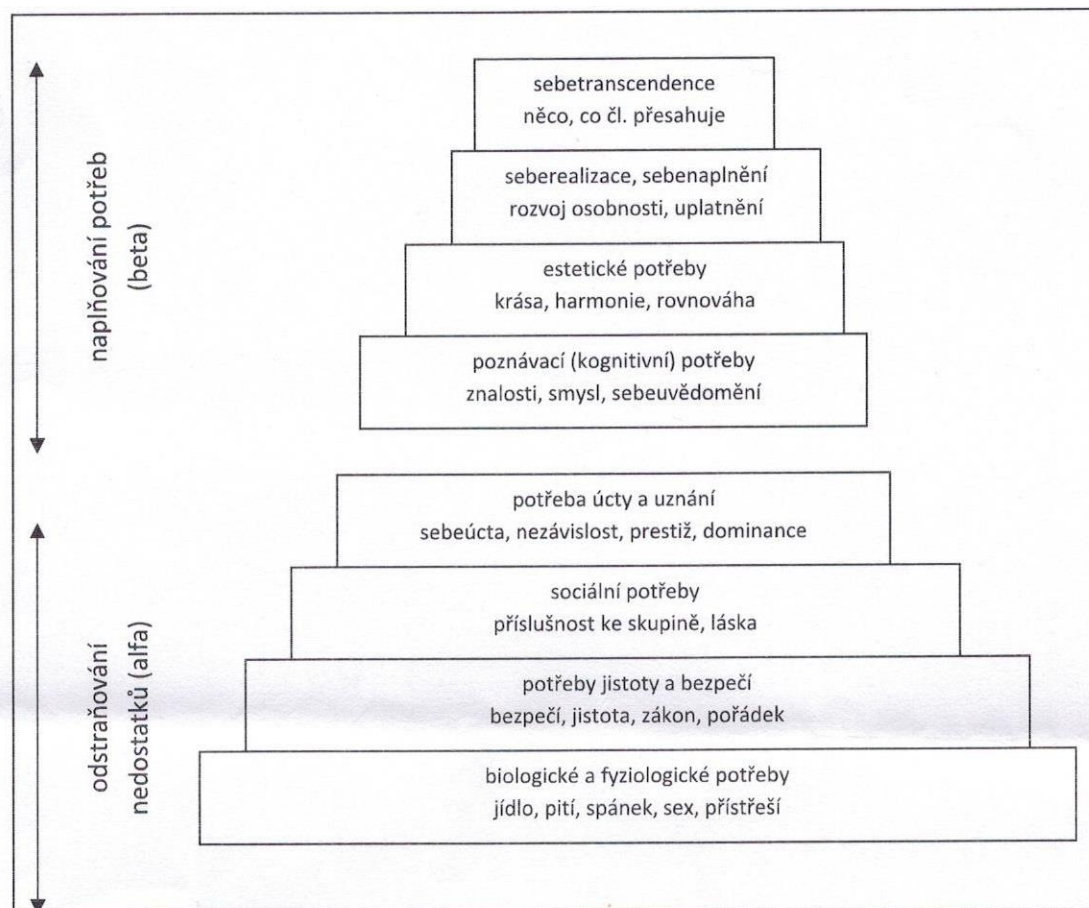 sebetranscendence
něco, co čl. přesahuje
seberealizace, sebenaplnění
rozvoj osobnosti, uplatnění
estetické potřeby
krása, harmonie, rovnováha
poznávací (kognitivní) potřeby
znalosti, smysl, sebeuvědomění
naplňování potřeb
(beta)
potřeba úcty a uznání
sebeúcta, nezávislost, prestiž, dominance
sociální potřeby
příslušnost ke skupině, láska
potřeby jistoty a bezpečí
bezpečí, jistota, zákon, pořádek
biologické a fyziologické potřeby
jídlo, pití, spánek, sex, přístřeší
odstraňování
nedostatků (alfa)